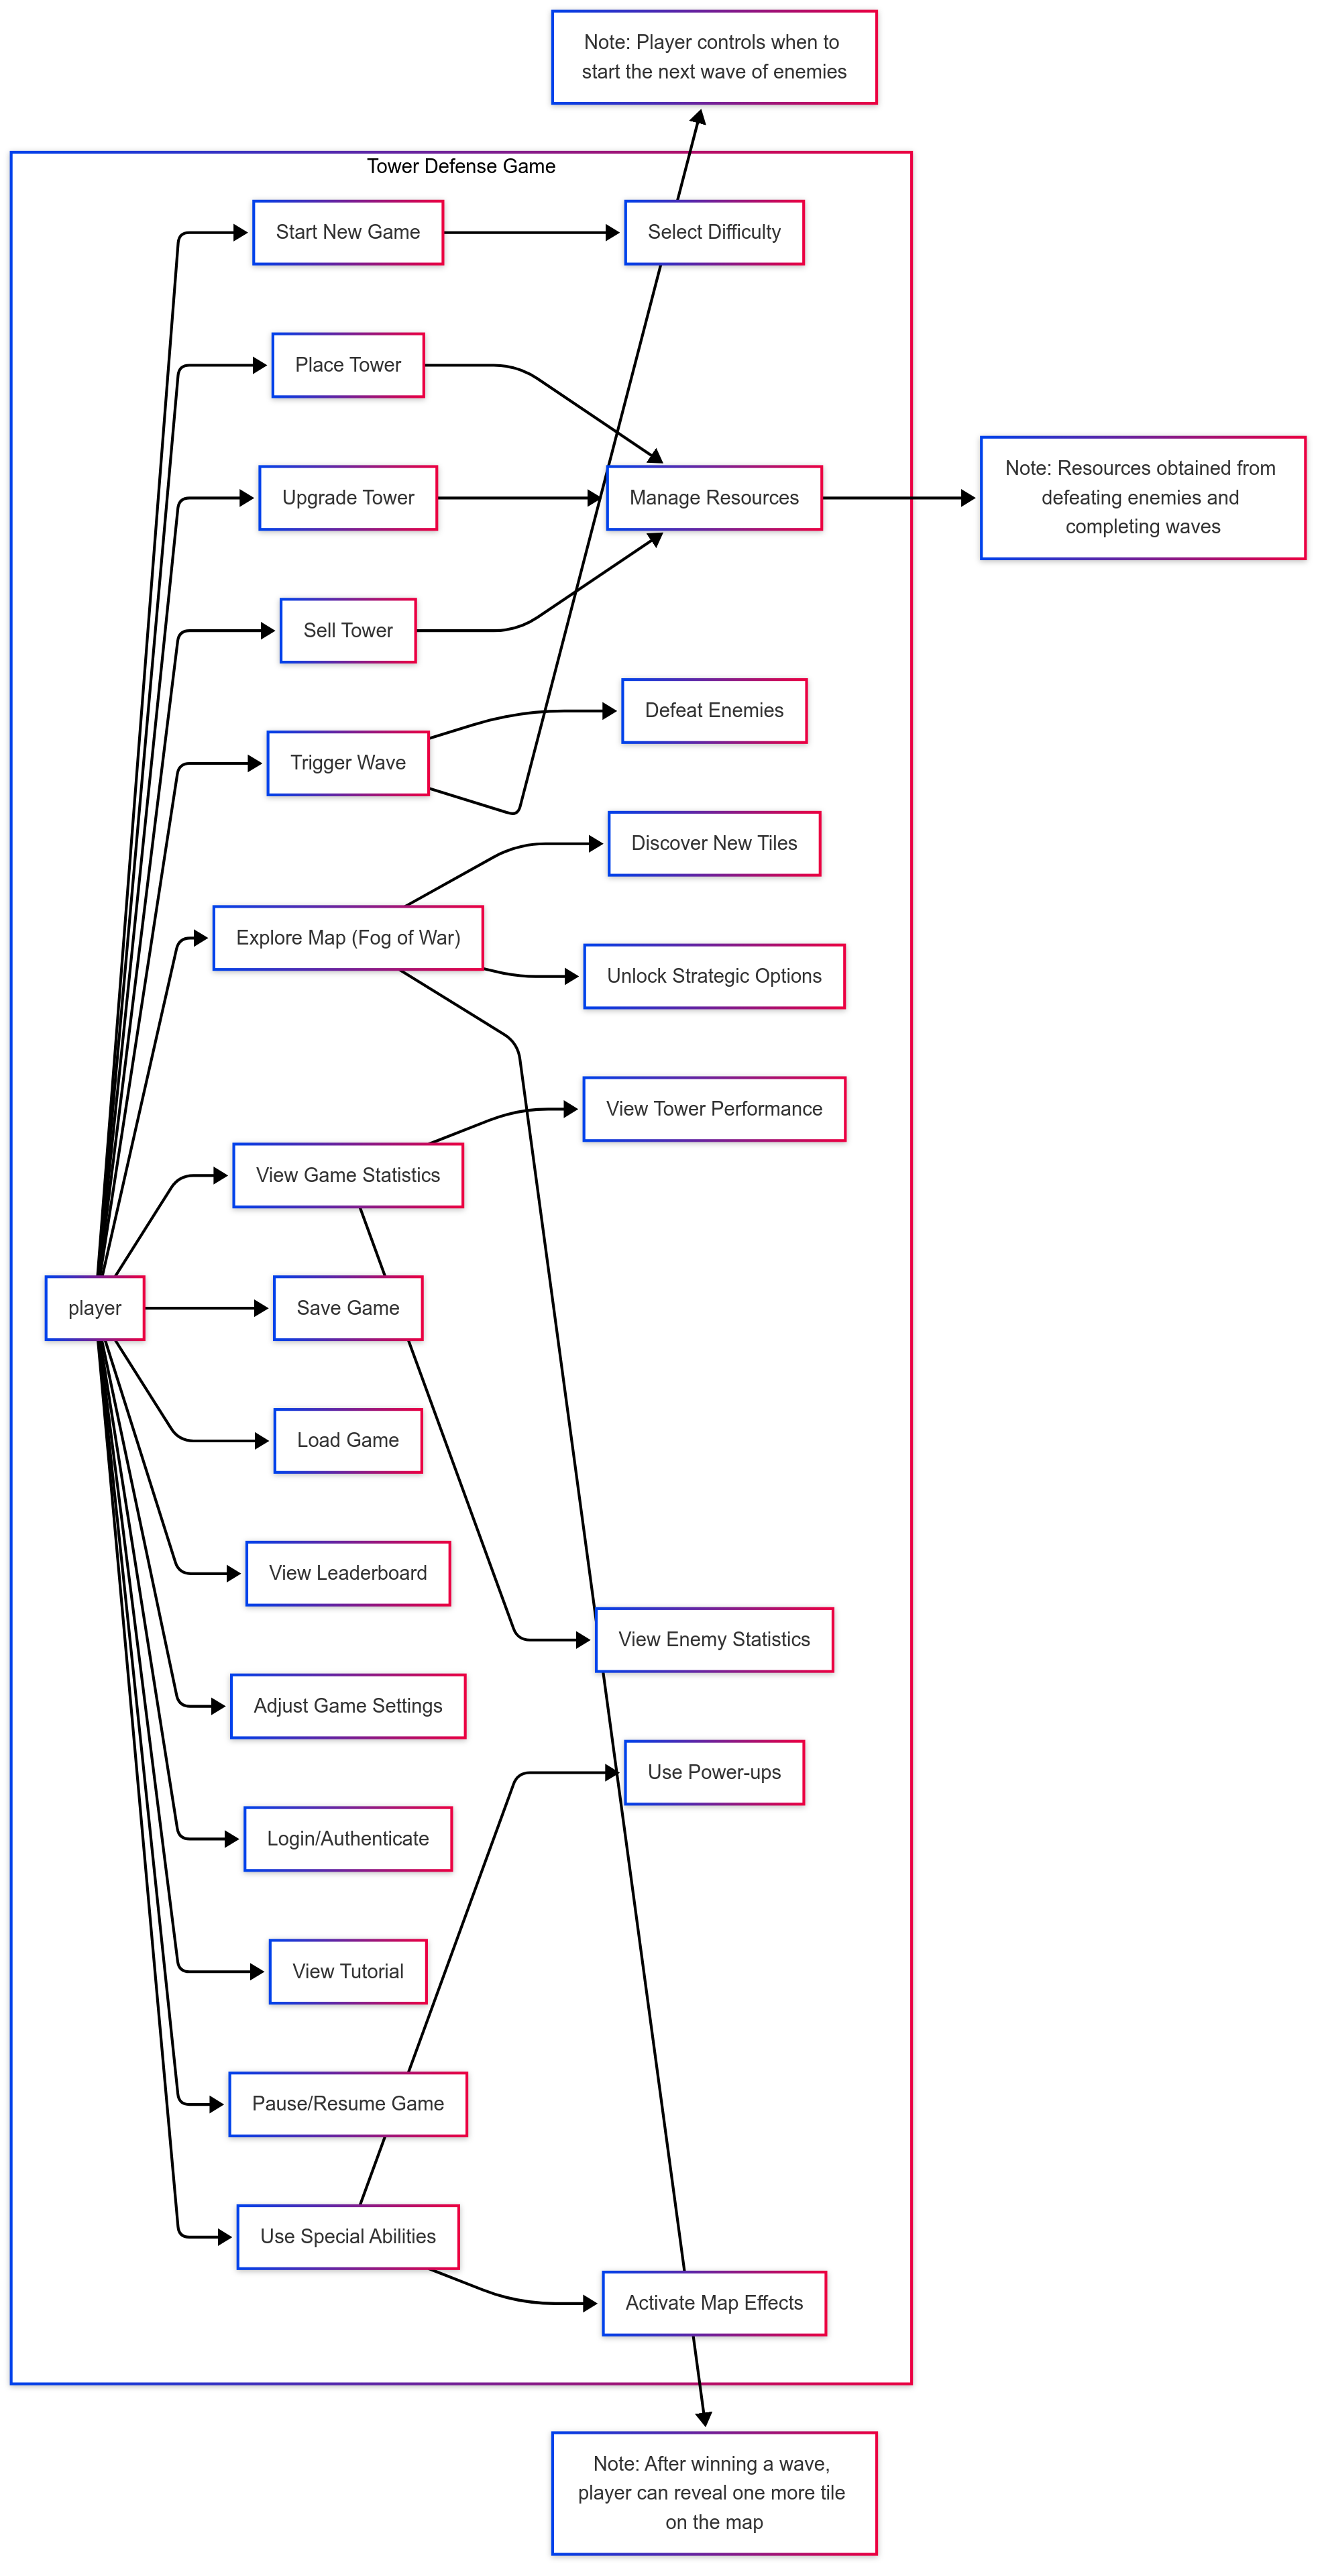 Note: Player controls when to
start the next wave of enemies
Tower Defense Game
Start New Game
Select Difficulty
Place Tower
Upgrade Tower
Manage Resources
Note: Resources obtained from
defeating enemies and
completing waves
Sell Tower
Defeat Enemies
Trigger Wave
Discover New Tiles
Explore Map (Fog of War)
Unlock Strategic Options
View Tower Performance
View Game Statistics
player
Save Game
Load Game
View Leaderboard
View Enemy Statistics
Adjust Game Settings
Use Power-ups
Login/Authenticate
View Tutorial
Pause/Resume Game
Use Special Abilities
Activate Map Effects
Note: After winning a wave,
player can reveal one more tile
on the map